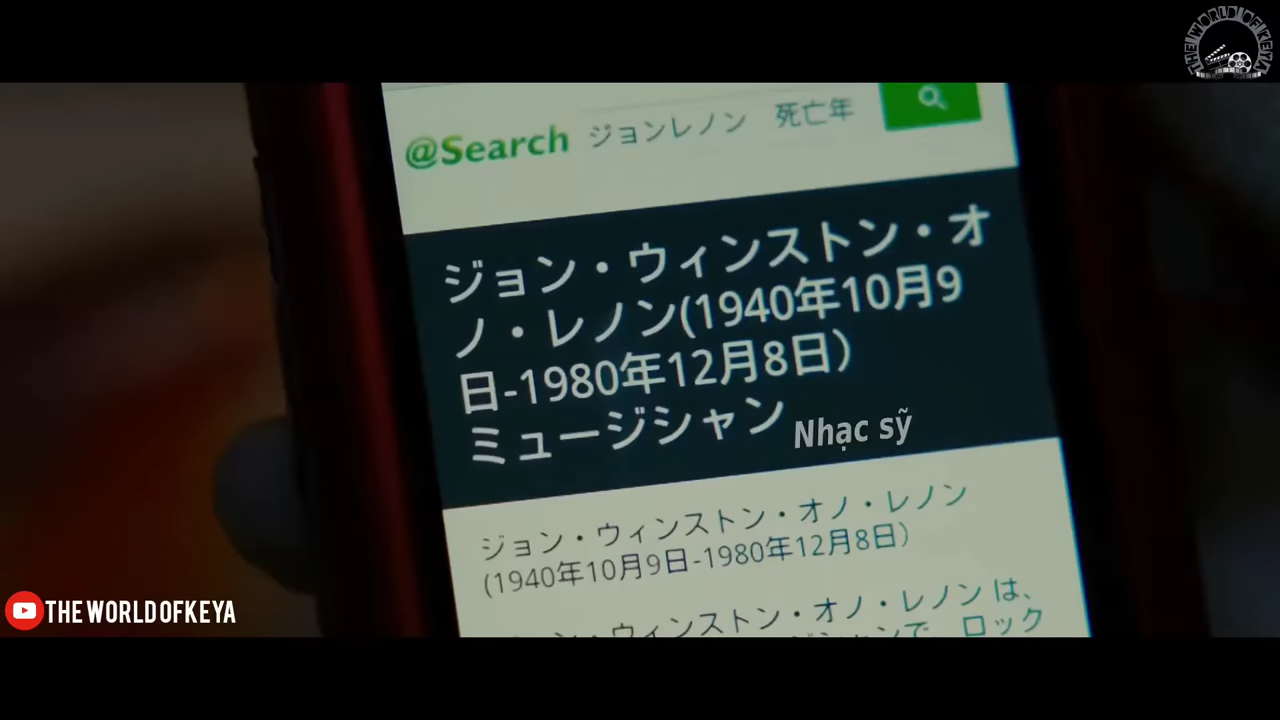 THE WORLD OF KEYA
@Search ジョンレノン 死亡年
ジョン・ウィンストン・オ
ノ・レノン(1940年10月9
日-1980年12月8日）
ミュージシャン Nhạc sỹ
ジョン・ウィンストン・オノ・レノン
(1940年10月9日-1980年12月8日）
ウィンストン・オノ・レノン は、
ロック
THE WORLD OF KEYA